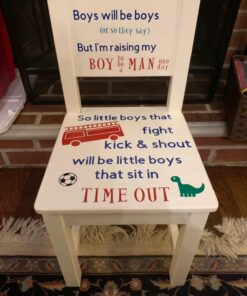 Boys will be boys
(or so they say)
But I'm raising my
BOY to be a MAN one day
So little boys that
fight
kick & shout
will be little boys
that sit in
TIME OUT